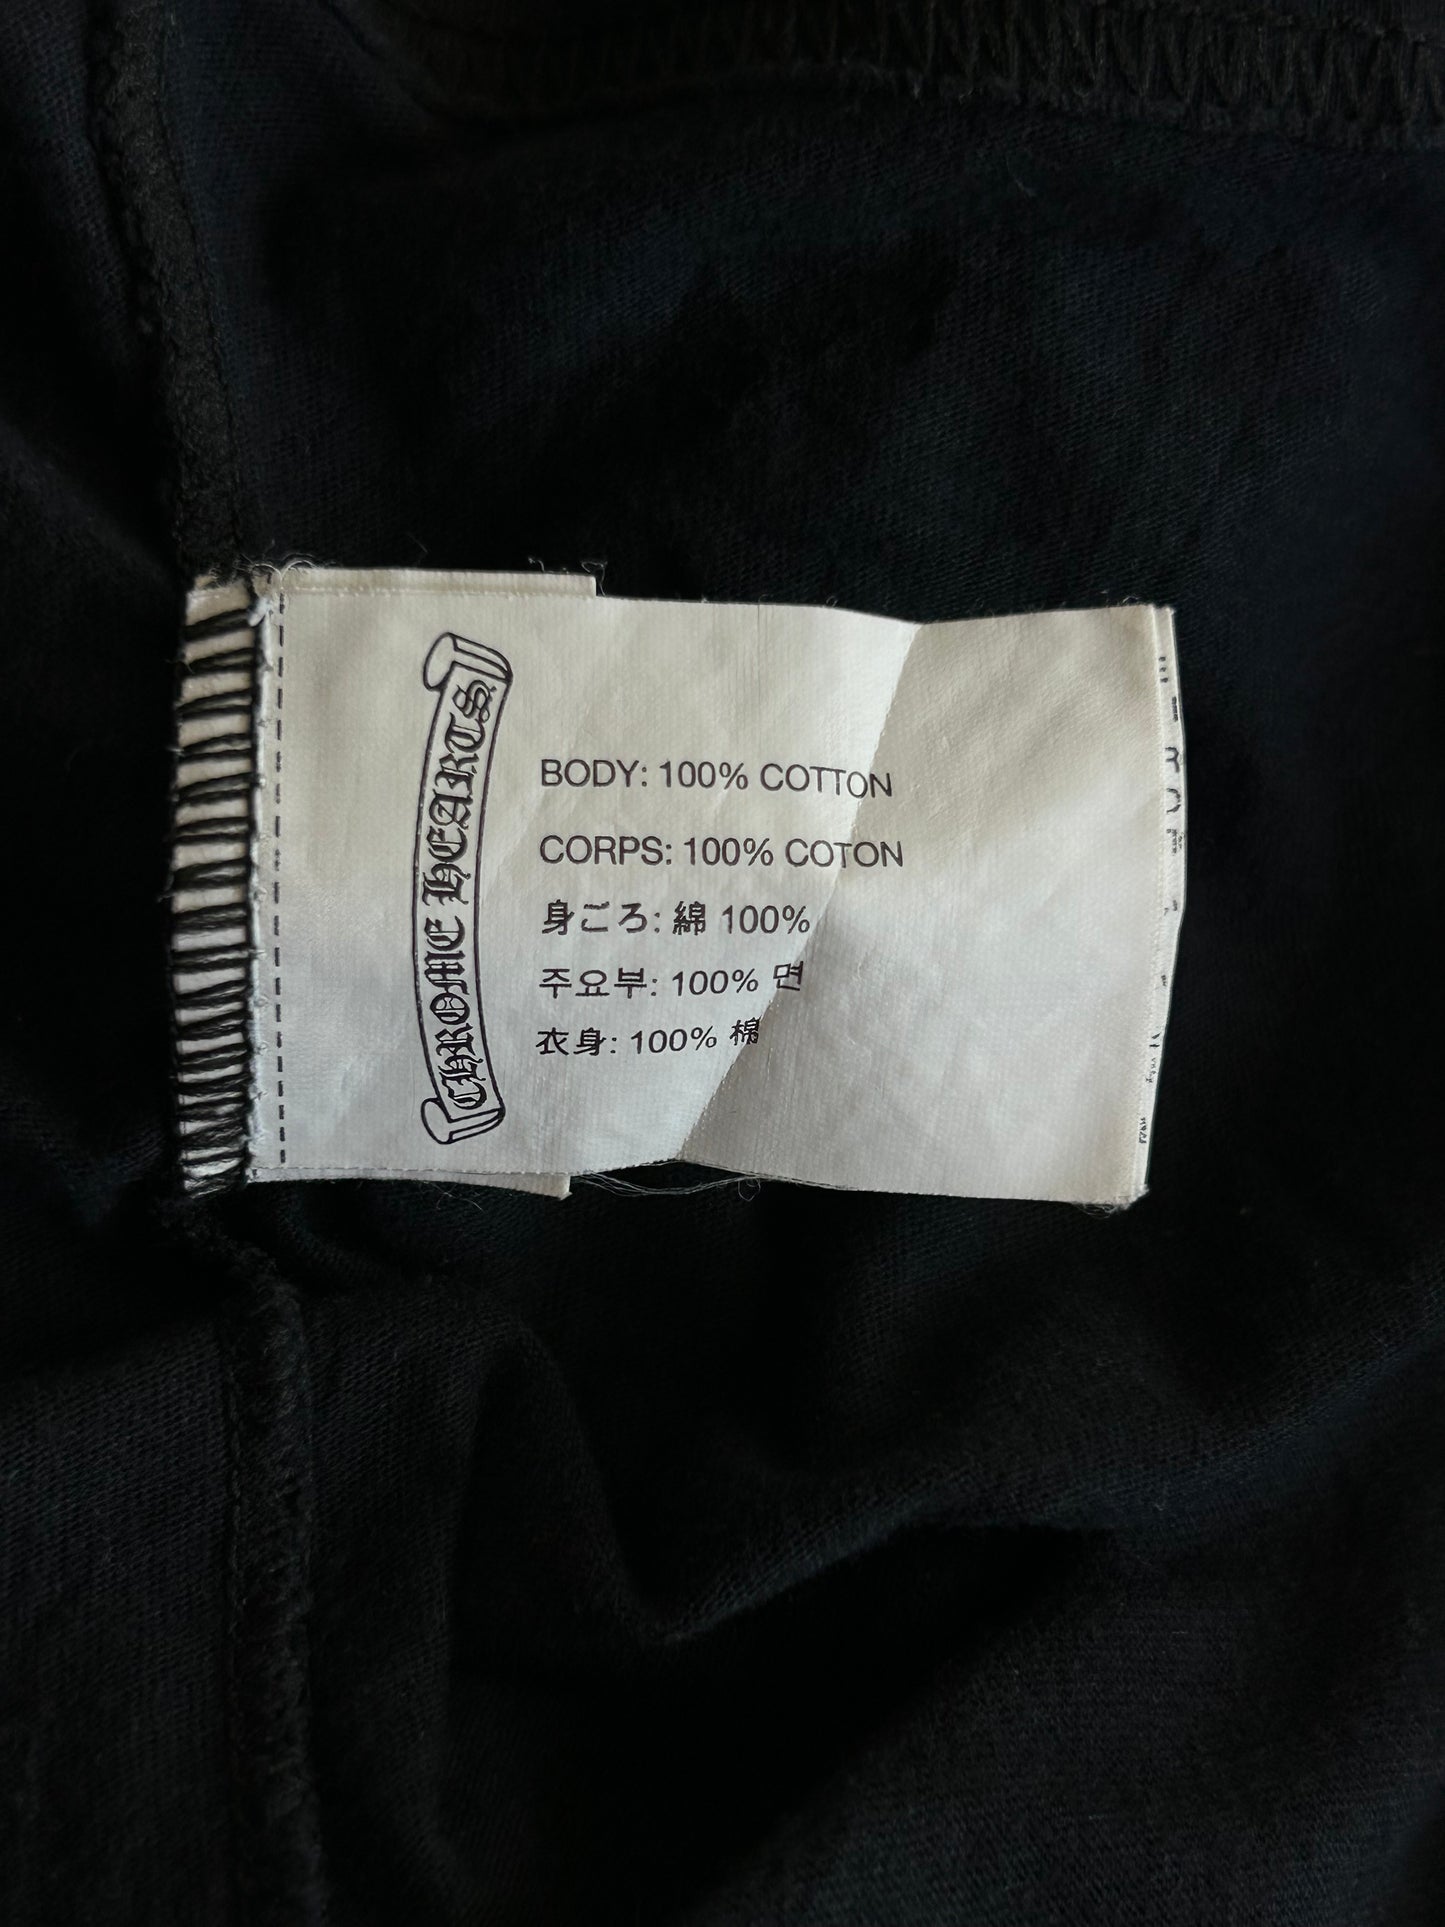 CHROME HEARTS
BODY: 100% COTTON
CORPS: 100% COTON
身ごろ: 綿 100%
주요부: 100% 면
衣身: 100% 棉